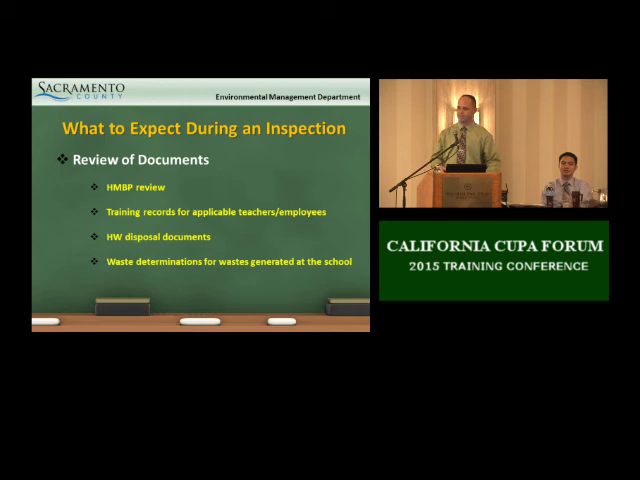 SACRAMENTO
COUNTY
Environmental Management Department
What to Expect During an Inspection
Review of Documents
HMBP review
Training records for applicable teachers/employees
HW disposal documents
Waste determinations for wastes generated at the school
CALIFORNIA CUPA FORUM
2015 TRAINING CONFERENCE